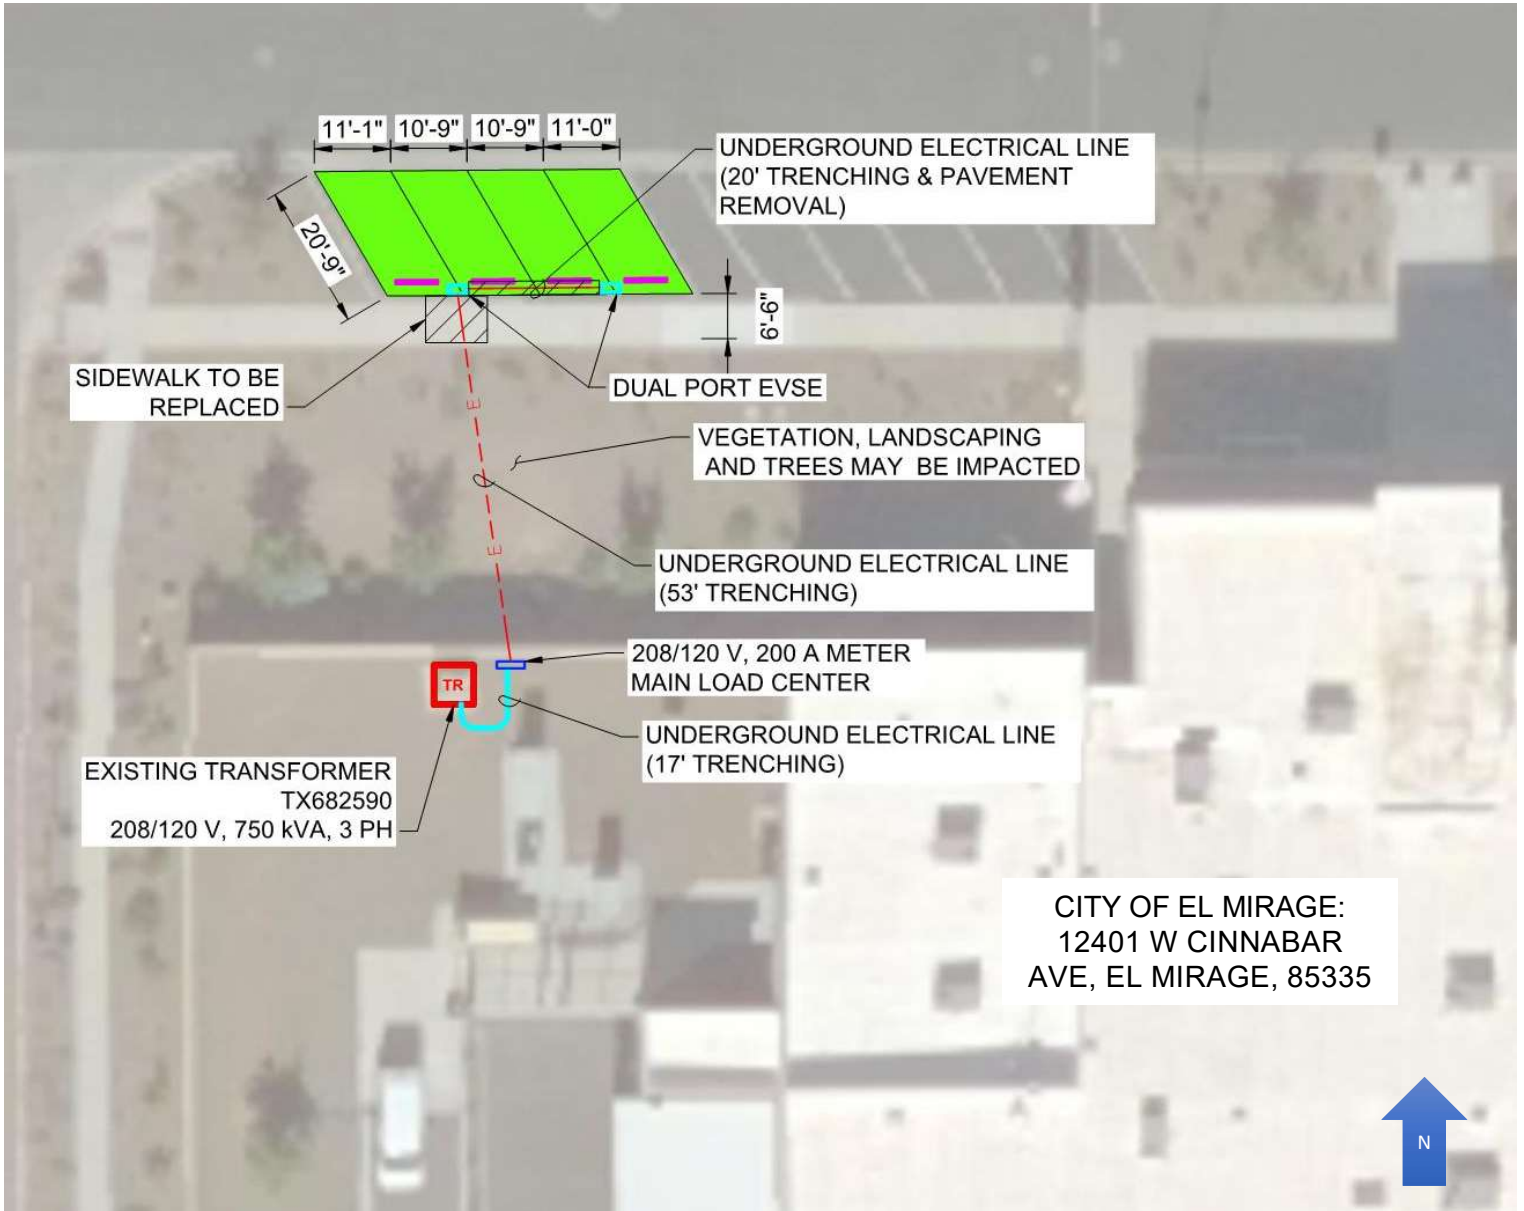 11'-1" 10'-9" 10'-9" 11'-0"
UNDERGROUND ELECTRICAL LINE
(20' TRENCHING & PAVEMENT
REMOVAL)
20'-9"
6'-6"
SIDEWALK TO BE
REPLACED
DUAL PORT EVSE
E
VEGETATION, LANDSCAPING
AND TREES MAY BE IMPACTED
E
UNDERGROUND ELECTRICAL LINE
(53' TRENCHING)
208/120 V, 200 A METER
MAIN LOAD CENTER
TR
UNDERGROUND ELECTRICAL LINE
(17' TRENCHING)
EXISTING TRANSFORMER
TX682590
208/120 V, 750 kVA, 3 PH
CITY OF EL MIRAGE:
12401 W CINNABAR
AVE, EL MIRAGE, 85335
N